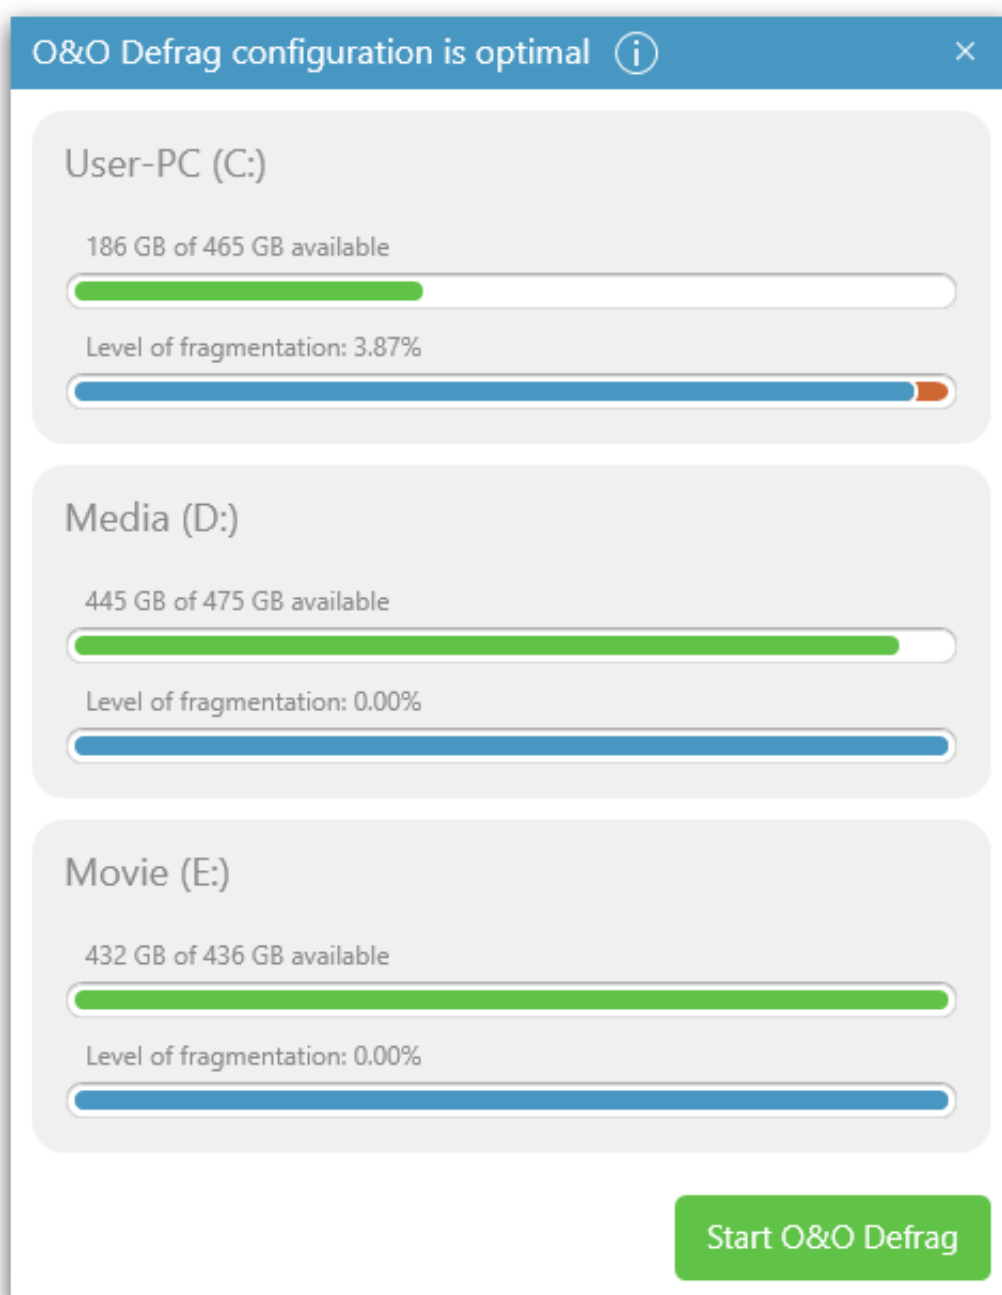 O&O Defrag configuration is optimal
User-PC (C:)
186 GB of 465 GB available
Level of fragmentation: 3.87%
Media (D:)
445 GB of 475 GB available
Level of fragmentation: 0.00%
Movie (E:)
432 GB of 436 GB available
Level of fragmentation: 0.00%
Start O&O Defrag